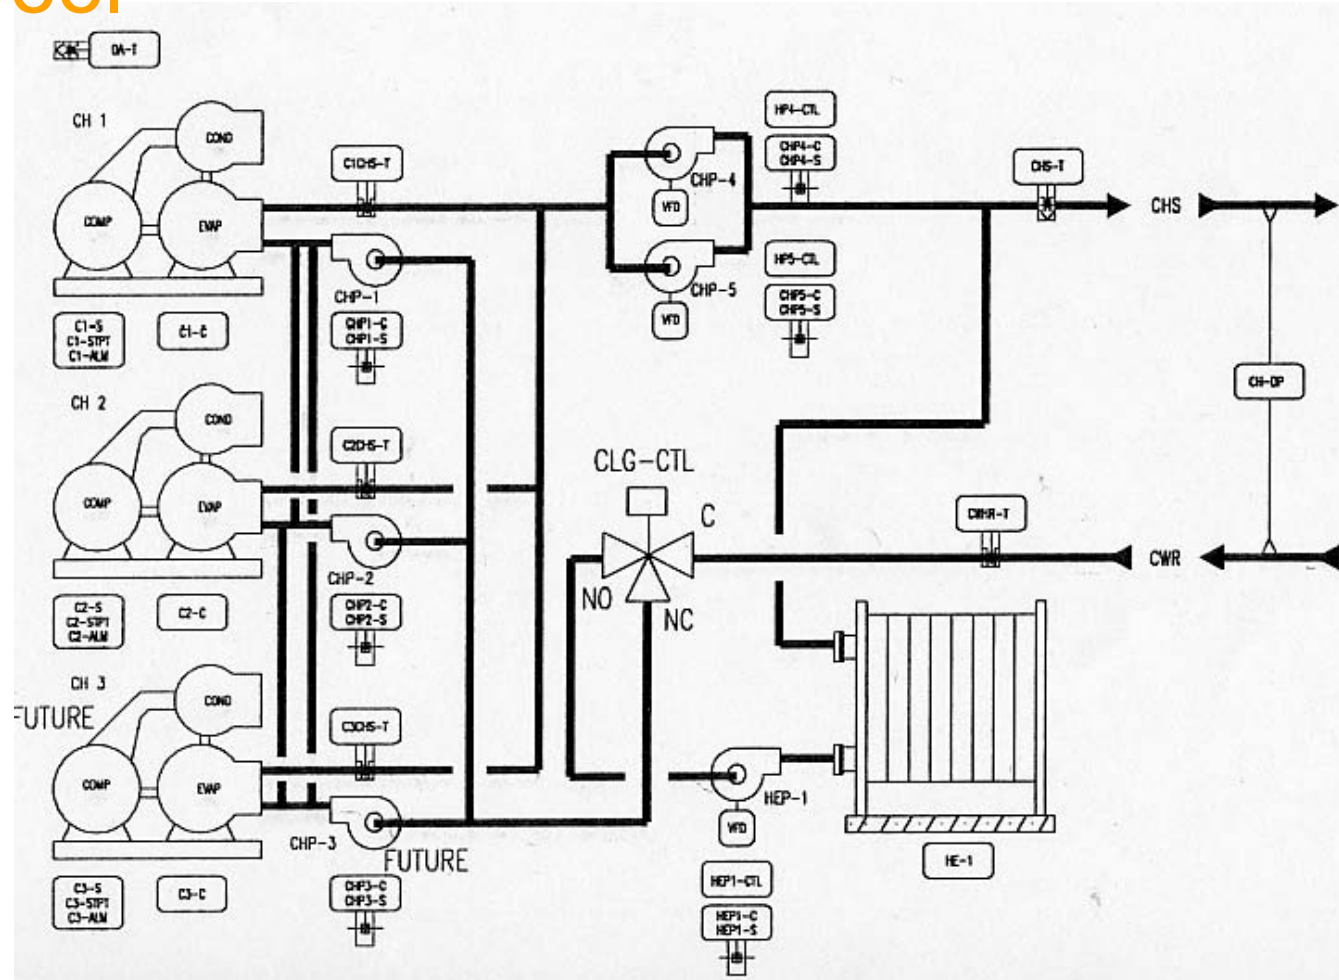 OA-T
CH 1
COND
COMP
EVAP
C1CHS-T
CHP-1
CHP1-C
CHP1-S
C1-S
C1-STPT
C1-ALM
C1-C
HP4-CTL
CHP4-C
CHP4-S
CHP-4
VFD
CHP-5
VFD
HP5-CTL
CHP5-C
CHP5-S
CHS-T
CHS
CH-DP
CH 2
COND
COMP
EVAP
C2CHS-T
CHP-2
CHP2-C
CHP2-S
C2-S
C2-STPT
C2-ALM
C2-C
CLG-CTL
C
NO
NC
CWHR-T
CWR
CH 3
FUTURE
COND
COMP
EVAP
C3CHS-T
CHP-3
FUTURE
CHP3-C
CHP3-S
C3-S
C3-STPT
C3-ALM
C3-C
HEP-1
VFD
HEP1-CTL
HEP1-C
HEP1-S
HE-1